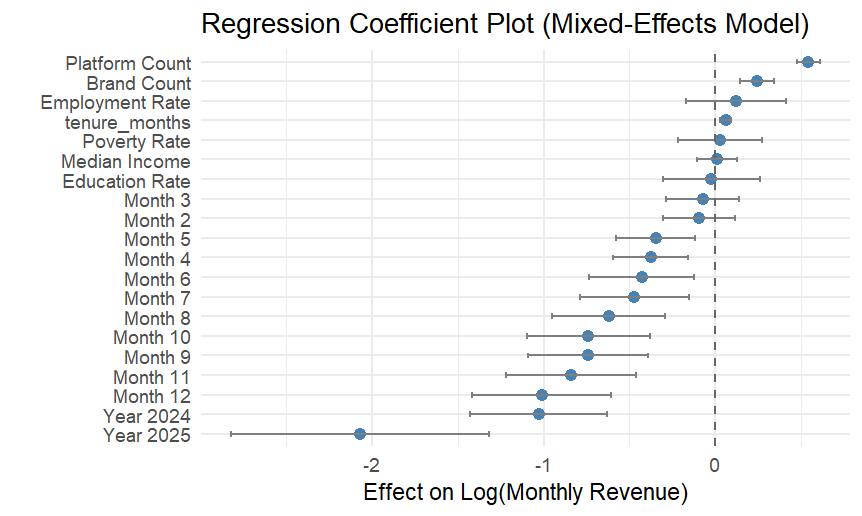 Regression Coefficient Plot (Mixed-Effects Model)
Platform Count
Brand Count
Employment Rate
tenure_months
Poverty Rate
Median Income
Education Rate
Month 3
Month 2
Month 5
Month 4
Month 6
Month 7
Month 8
Month 10
Month 9
Month 11
Month 12
Year 2024
Year 2025
-2 -1 0
Effect on Log(Monthly Revenue)